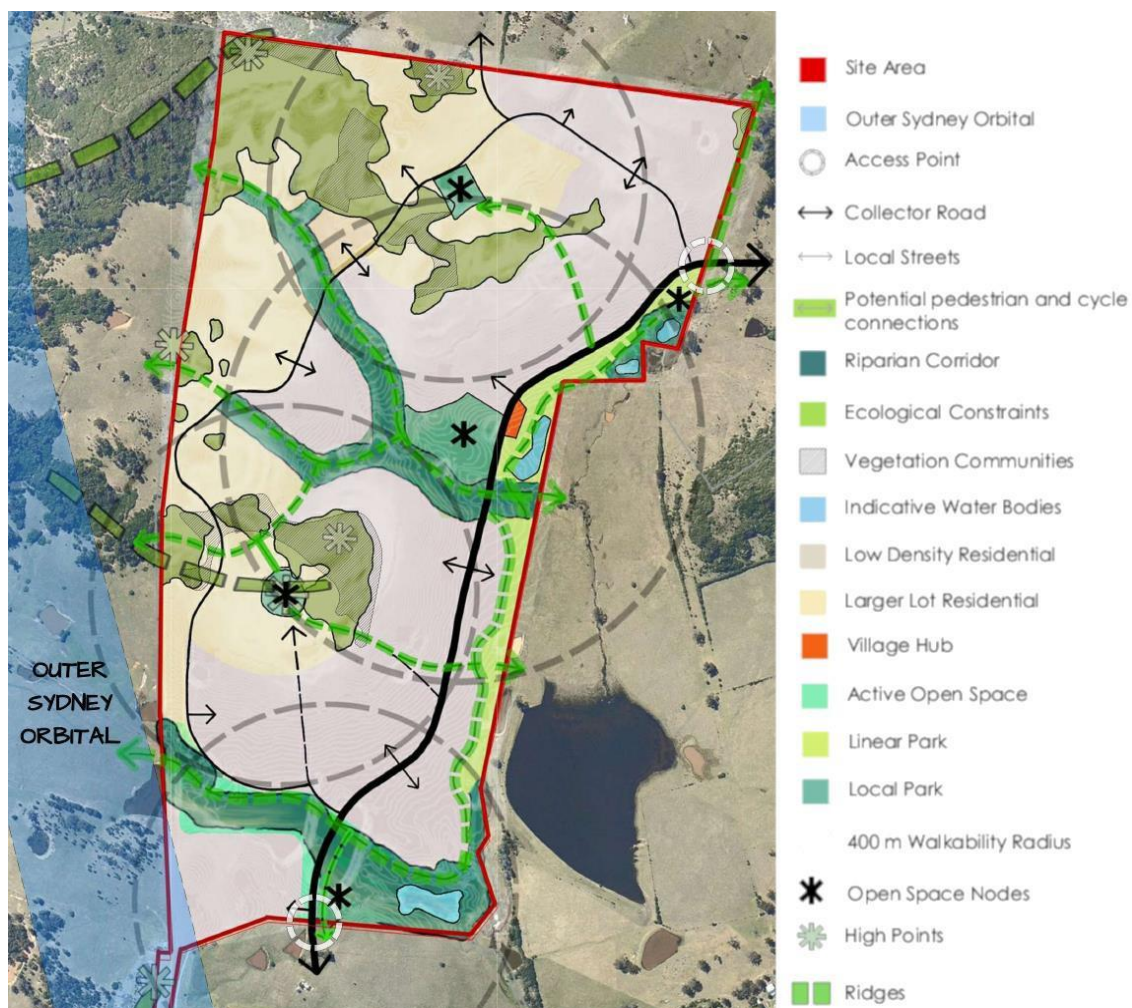 Site Area
Outer Sydney Orbital
Access Point
Collector Road
Local Streets
Potential pedestrian and cycle
connections
Riparian Corridor
Ecological Constraints
Vegetation Communities
Indicative Water Bodies
Low Density Residential
Larger Lot Residential
Village Hub
Active Open Space
Linear Park
Local Park
400 m Walkability Radius
Open Space Nodes
High Points
Ridges
OUTER
SYDNEY
ORBITAL